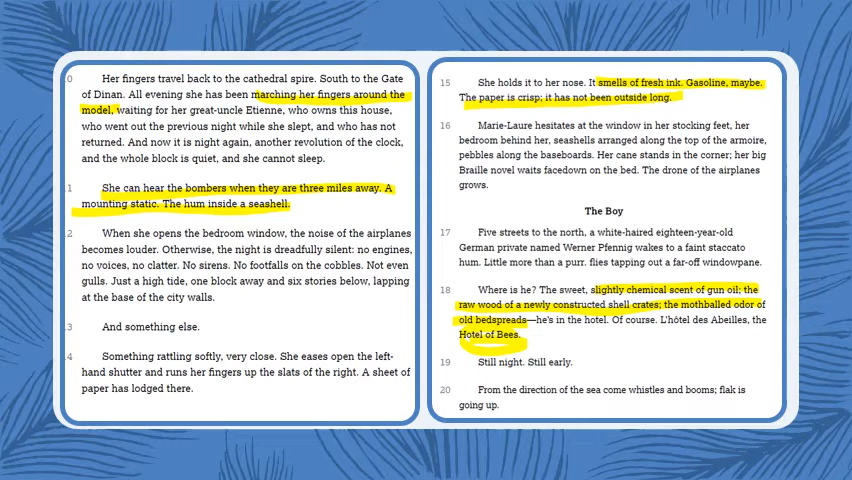 0 Her fingers travel back to the cathedral spire. South to the Gate
of Dinan. All evening she has been marching her fingers around the
model, waiting for her great-uncle Etienne, who owns this house,
who went out the previous night while she slept, and who has not
returned. And now it is night again, another revolution of the clock,
and the whole block is quiet, and she cannot sleep.
1 She can hear the bombers when they are three miles away. A
mounting static. The hum inside a seashell.
2 When she opens the bedroom window, the noise of the airplanes
becomes louder. Otherwise, the night is dreadfully silent: no engines,
no voices, no clatter. No sirens. No footfalls on the cobbles. Not even
gulls. Just a high tide, one block away and six stories below, lapping
at the base of the city walls.
3 And something else.
4 Something rattling softly, very close. She eases open the left-
hand shutter and runs her fingers up the slats of the right. A sheet of
paper has lodged there.
15 She holds it to her nose. It smells of fresh ink. Gasoline, maybe.
The paper is crisp; it has not been outside long.
16 Marie-Laure hesitates at the window in her stocking feet, her
bedroom behind her, seashells arranged along the top of the armoire,
pebbles along the baseboards. Her cane stands in the corner; her big
Braille novel waits facedown on the bed. The drone of the airplanes
grows.
The Boy
17 Five streets to the north, a white-haired eighteen-year-old
German private named Werner Pfennig wakes to a faint staccato
hum. Little more than a purr. flies tapping out a far-off windowpane.
18 Where is he? The sweet, slightly chemical scent of gun oil; the
raw wood of a newly constructed shell crates; the mothballed odor of
old bedspreads—he's in the hotel. Of course. L'hôtel des Abeilles, the
Hotel of Bees.
19 Still night. Still early.
20 From the direction of the sea come whistles and booms; flak is
going up.